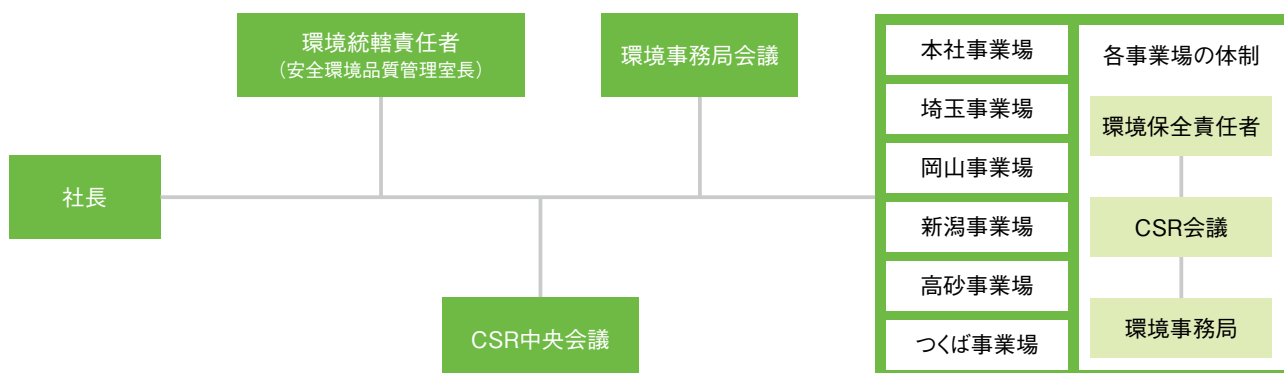 環境統轄責任者
（安全環境品質管理室長）
環境事務局会議
社長
CSR中央会議
本社事業場
埼玉事業場
岡山事業場
新潟事業場
高砂事業場
つくば事業場
各事業場の体制
環境保全責任者
CSR会議
環境事務局